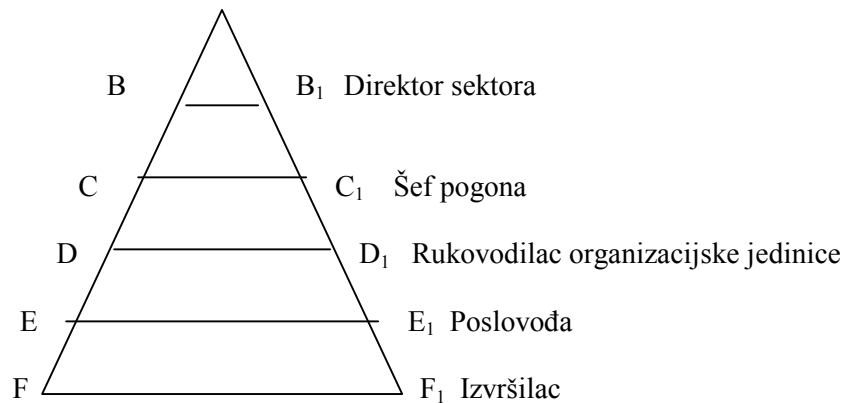 B B₁ Direktor sektora
C C₁ Šef pogona
D D₁ Rukovodilac organizacijske jedinice
E E₁ Poslovođa
F F₁ Izvršilac